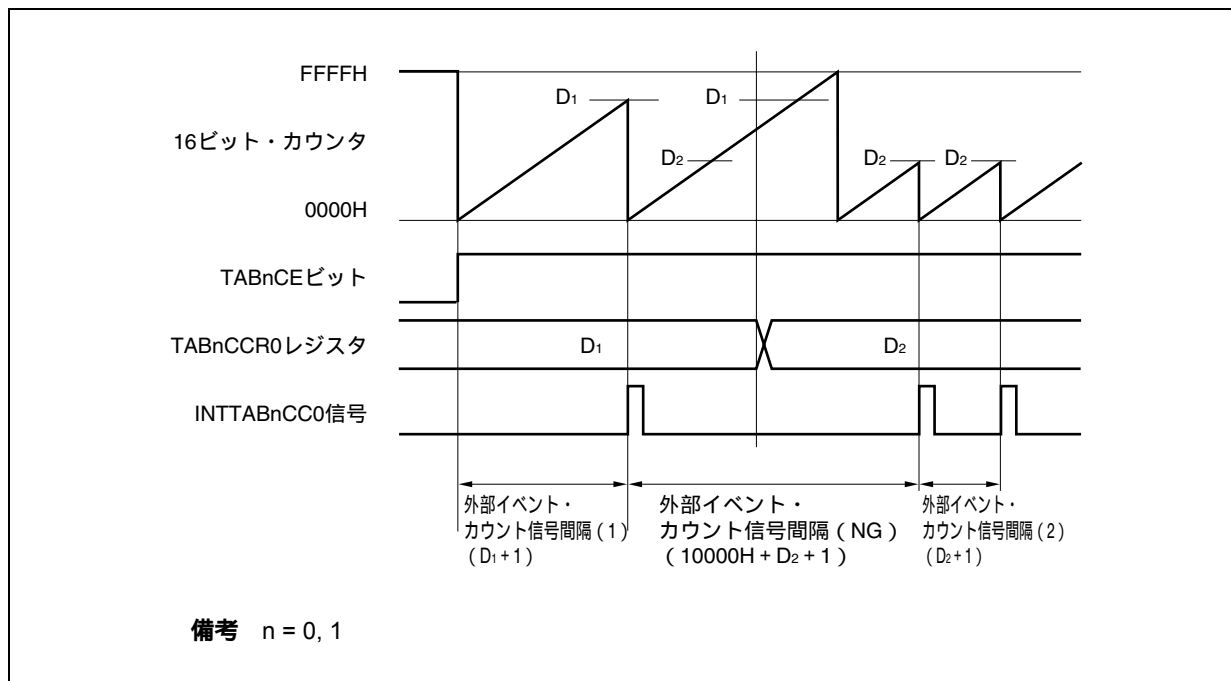 FFFFH
D1
D1
16ビット・カウンタ
D2
D2
D2
0000H
TABnCEビット
TABnCCR0レジスタ
D1
D2
INTTABnCC0信号
外部イベント・
カウント信号間隔(1)
(D1+1)
外部イベント・
カウント信号間隔(NG)
(10000H+D2+1)
外部イベント・
カウント信号間隔(2)
(D2+1)
備考 n = 0, 1